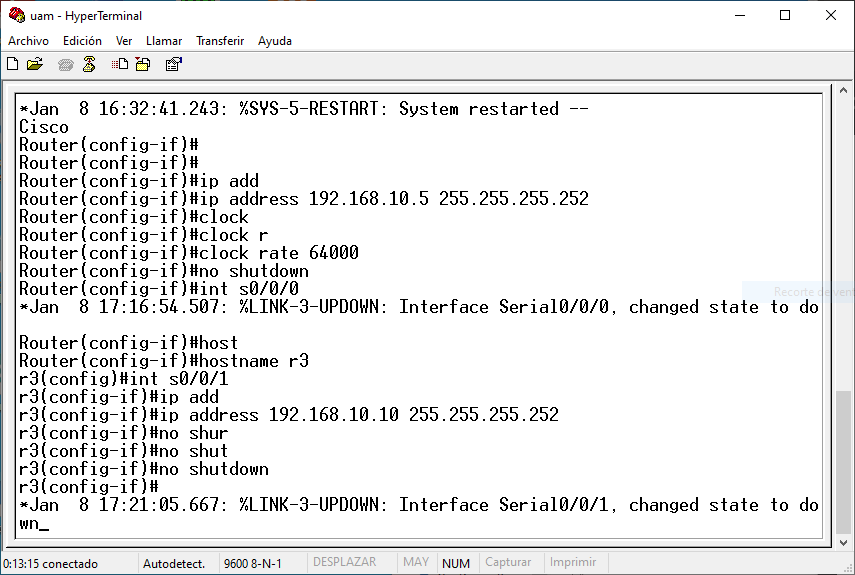 uam - HyperTerminal
Archivo Edición Ver Llamar Transferir Ayuda
*Jan  8 16:32:41.243: %SYS-5-RESTART: System restarted --
Cisco
Router(config-if)#
Router(config-if)#
Router(config-if)#ip add
Router(config-if)#ip address 192.168.10.5 255.255.255.252
Router(config-if)#clock
Router(config-if)#clock r
Router(config-if)#clock rate 64000
Router(config-if)#no shutdown
Router(config-if)#int s0/0/0
*Jan  8 17:16:54.507: %LINK-3-UPDOWN: Interface Serial0/0/0, changed state to do
Recorte de vent
Router(config-if)#host
Router(config-if)#hostname r3
r3(config)#int s0/0/1
r3(config-if)#ip add
r3(config-if)#ip address 192.168.10.10 255.255.255.252
r3(config-if)#no shur
r3(config-if)#no shut
r3(config-if)#no shutdown
r3(config-if)#
*Jan  8 17:21:05.667: %LINK-3-UPDOWN: Interface Serial0/0/1, changed state to do
wn_
0:13:15 conectado Autodetect. 9600 8-N-1 DESPLAZAR MAY NUM Capturar Imprimir